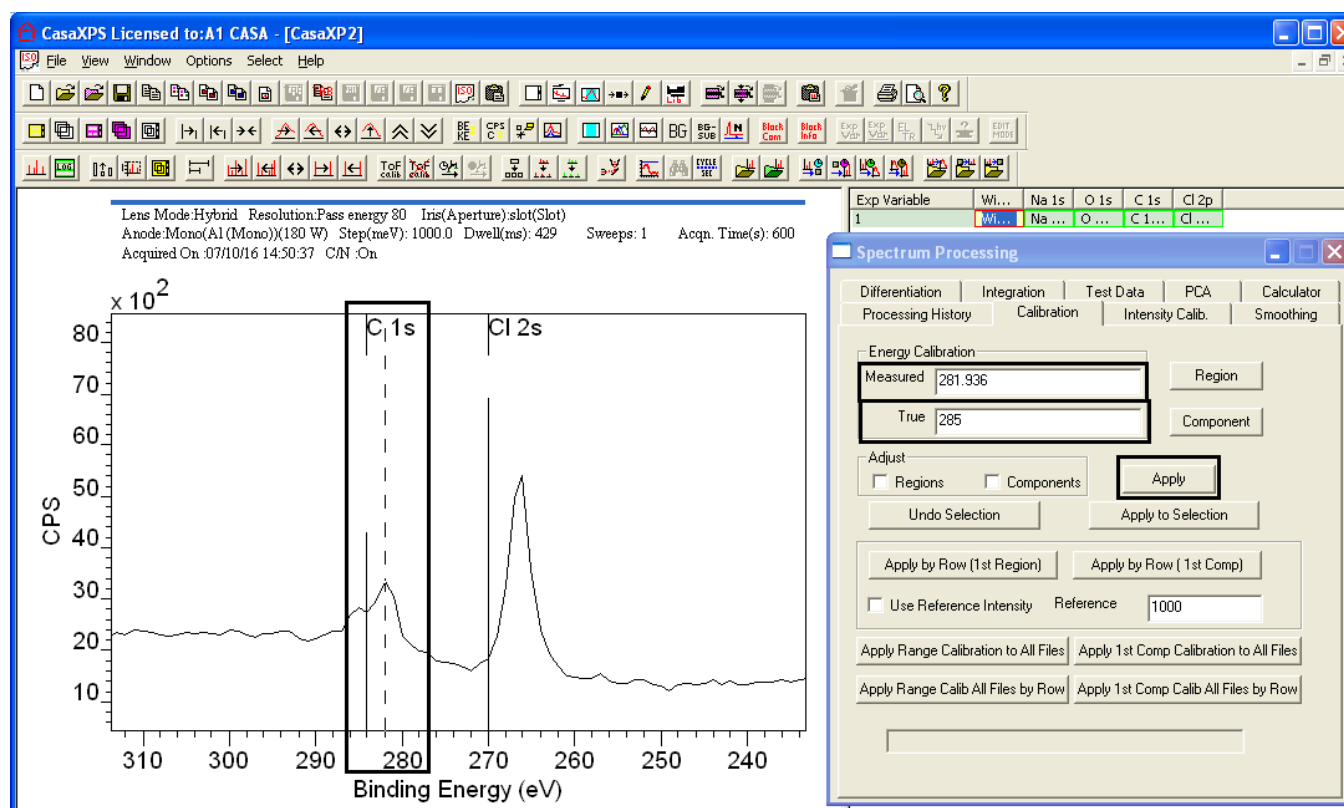 CasaXPS Licensed to:A1 CASA - [CasaXP2]
File View Window Options Select Help
Lens Mode:Hybrid Resolution:Pass energy 80 Iris(Aperture):slot(Slot)
Anode:Mono(Al (Mono))(180 W) Step(meV): 1000.0 Dwell(ms): 429 Sweeps: 1 Acqn. Time(s): 600
Acquired On :07/10/16 14:50:37 C/N :On
x 10^2
C 1s
Cl 2s
80
70
60
50
40
30
20
10
CPS
310 300 290 280 270 260 250 240
Binding Energy (eV)
Exp Variable Wi... Na 1s O 1s C 1s Cl 2p
1 Wi... Na ... O ... C 1... Cl ...
Spectrum Processing
Differentiation Integration Test Data PCA Calculator
Processing History Calibration Intensity Calib. Smoothing
Energy Calibration
Measured 281.936 Region
True 285 Component
Adjust
Regions Components Apply
Undo Selection Apply to Selection
Apply by Row (1st Region) Apply by Row ( 1st Comp)
Use Reference Intensity Reference 1000
Apply Range Calibration to All Files Apply 1st Comp Calibration to All Files
Apply Range Calib All Files by Row Apply 1st Comp Calib All Files by Row